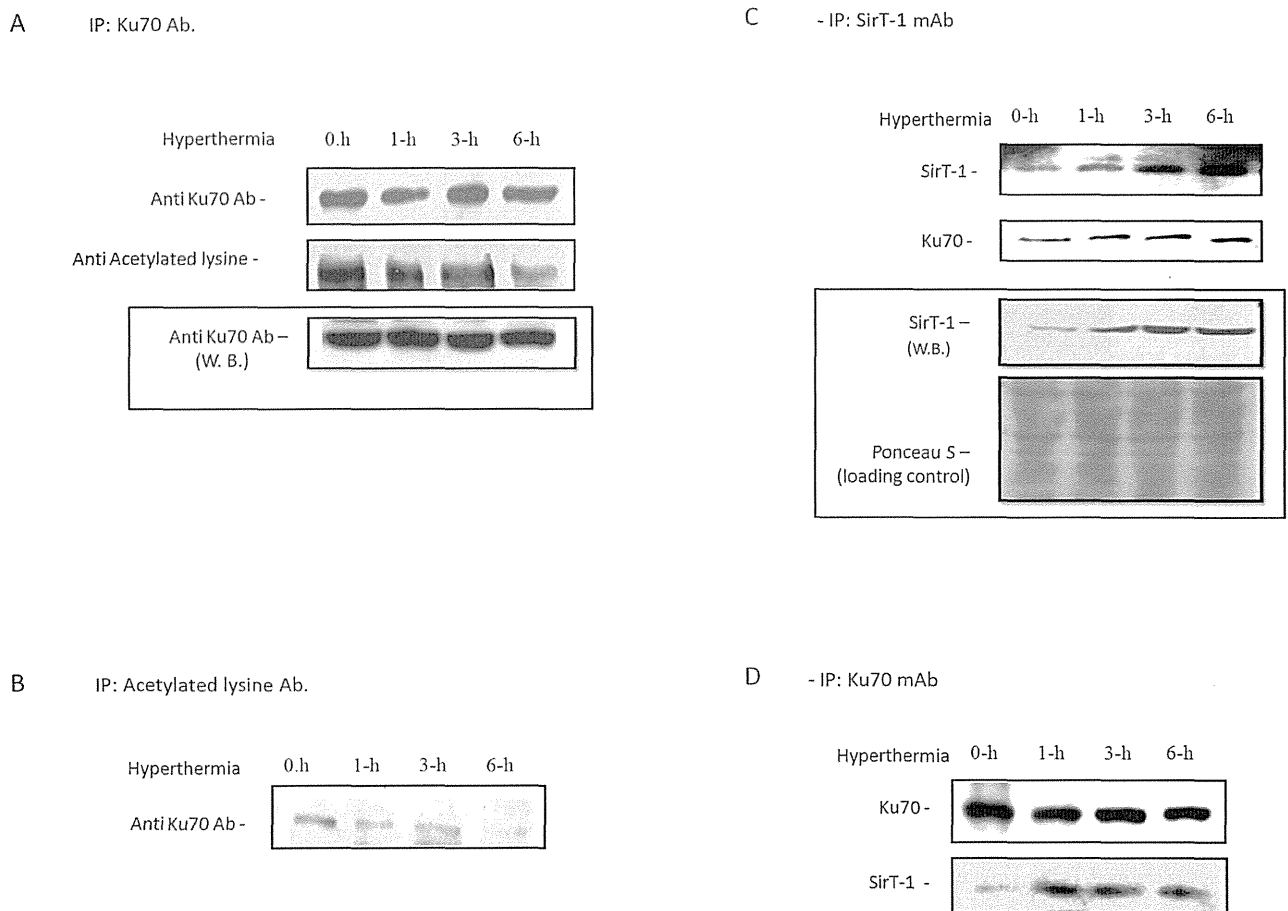 A
IP: Ku70 Ab.
Hyperthermia 0.h 1-h 3-h 6-h
Anti Ku70 Ab -
Anti Acetylated lysine -
Anti Ku70 Ab –
(W. B.)
B
IP: Acetylated lysine Ab.
Hyperthermia 0.h 1-h 3-h 6-h
Anti Ku70 Ab -
C
- IP: SirT-1 mAb
Hyperthermia 0-h 1-h 3-h 6-h
SirT-1 -
Ku70 -
SirT-1 –
(W.B.)
Ponceau S –
(loading control)
D
- IP: Ku70 mAb
Hyperthermia 0-h 1-h 3-h 6-h
Ku70 -
SirT-1 -